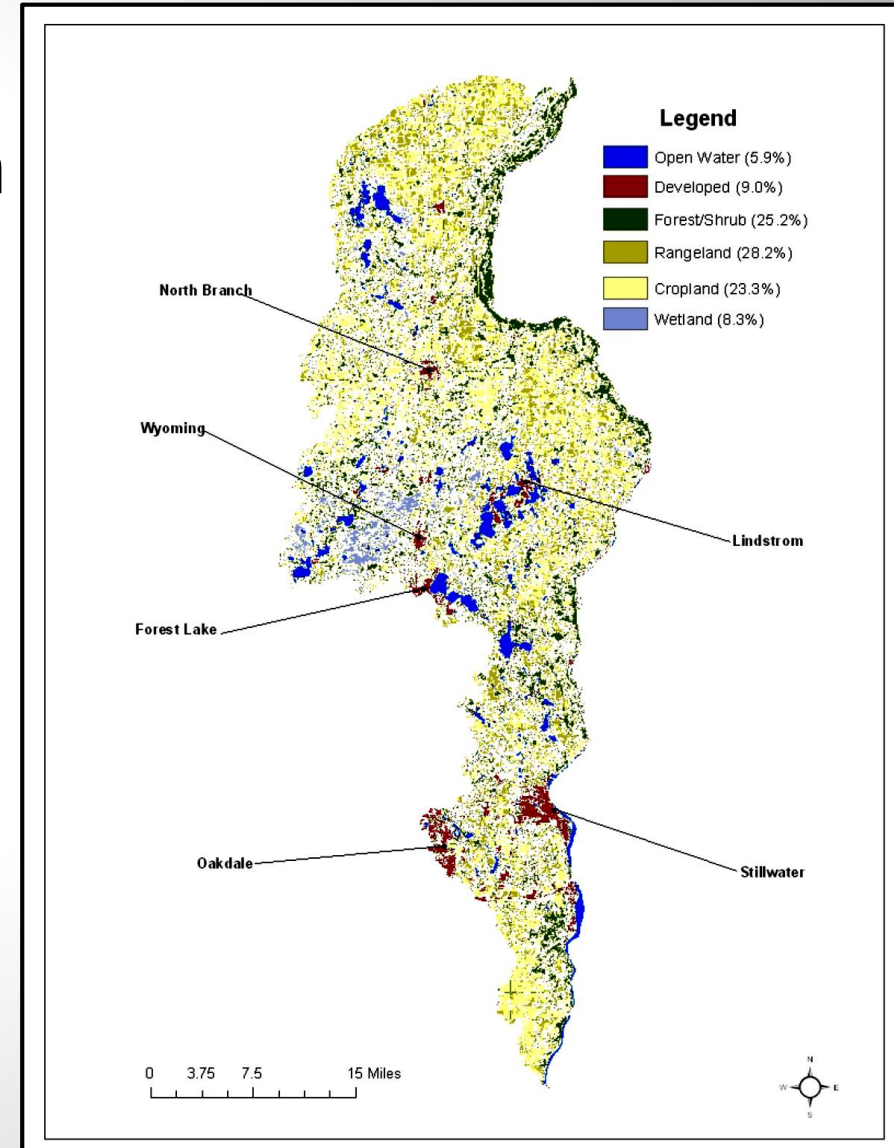 Legend
Open Water (5.9%)
Developed (9.0%)
Forest/Shrub (25.2%)
Rangeland (28.2%)
Cropland (23.3%)
Wetland (8.3%)
North Branch
Wyoming
Lindstrom
Forest Lake
Oakdale
Stillwater
0 3.75 7.5 15 Miles
N
W E
S